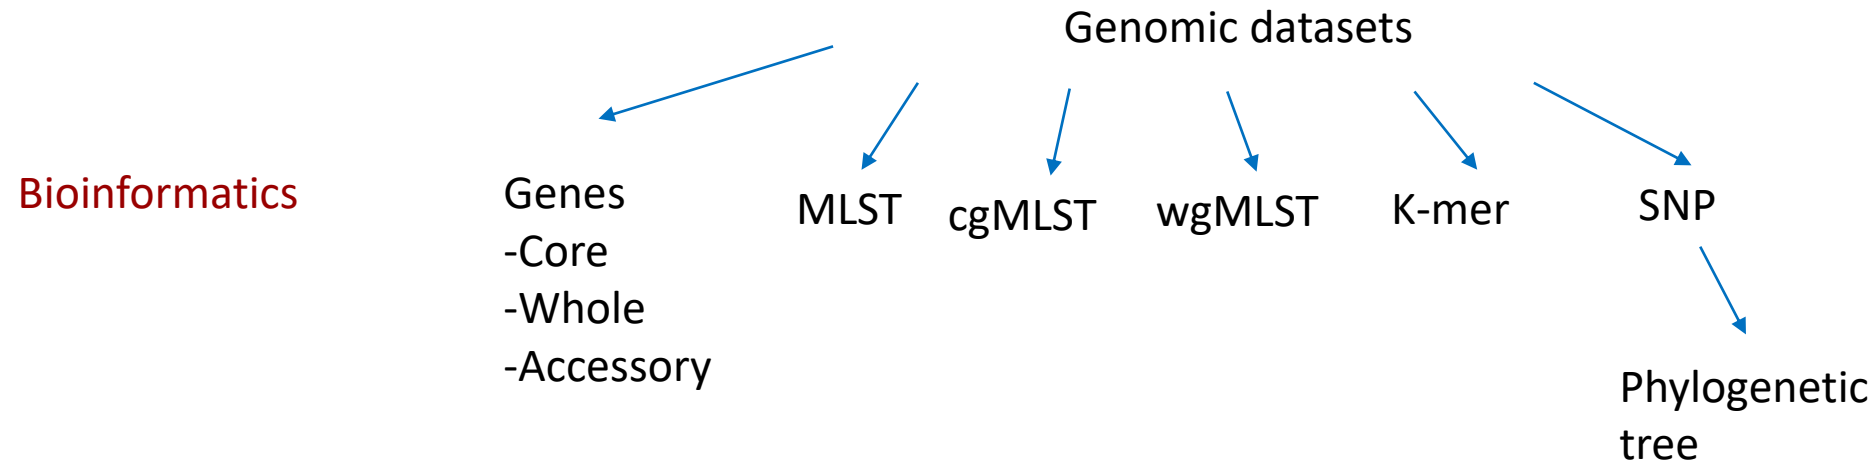 Genomic datasets
Bioinformatics
Genes
-Core
-Whole
-Accessory
MLST
cgMLST
wgMLST
K-mer
SNP
Phylogenetic
tree